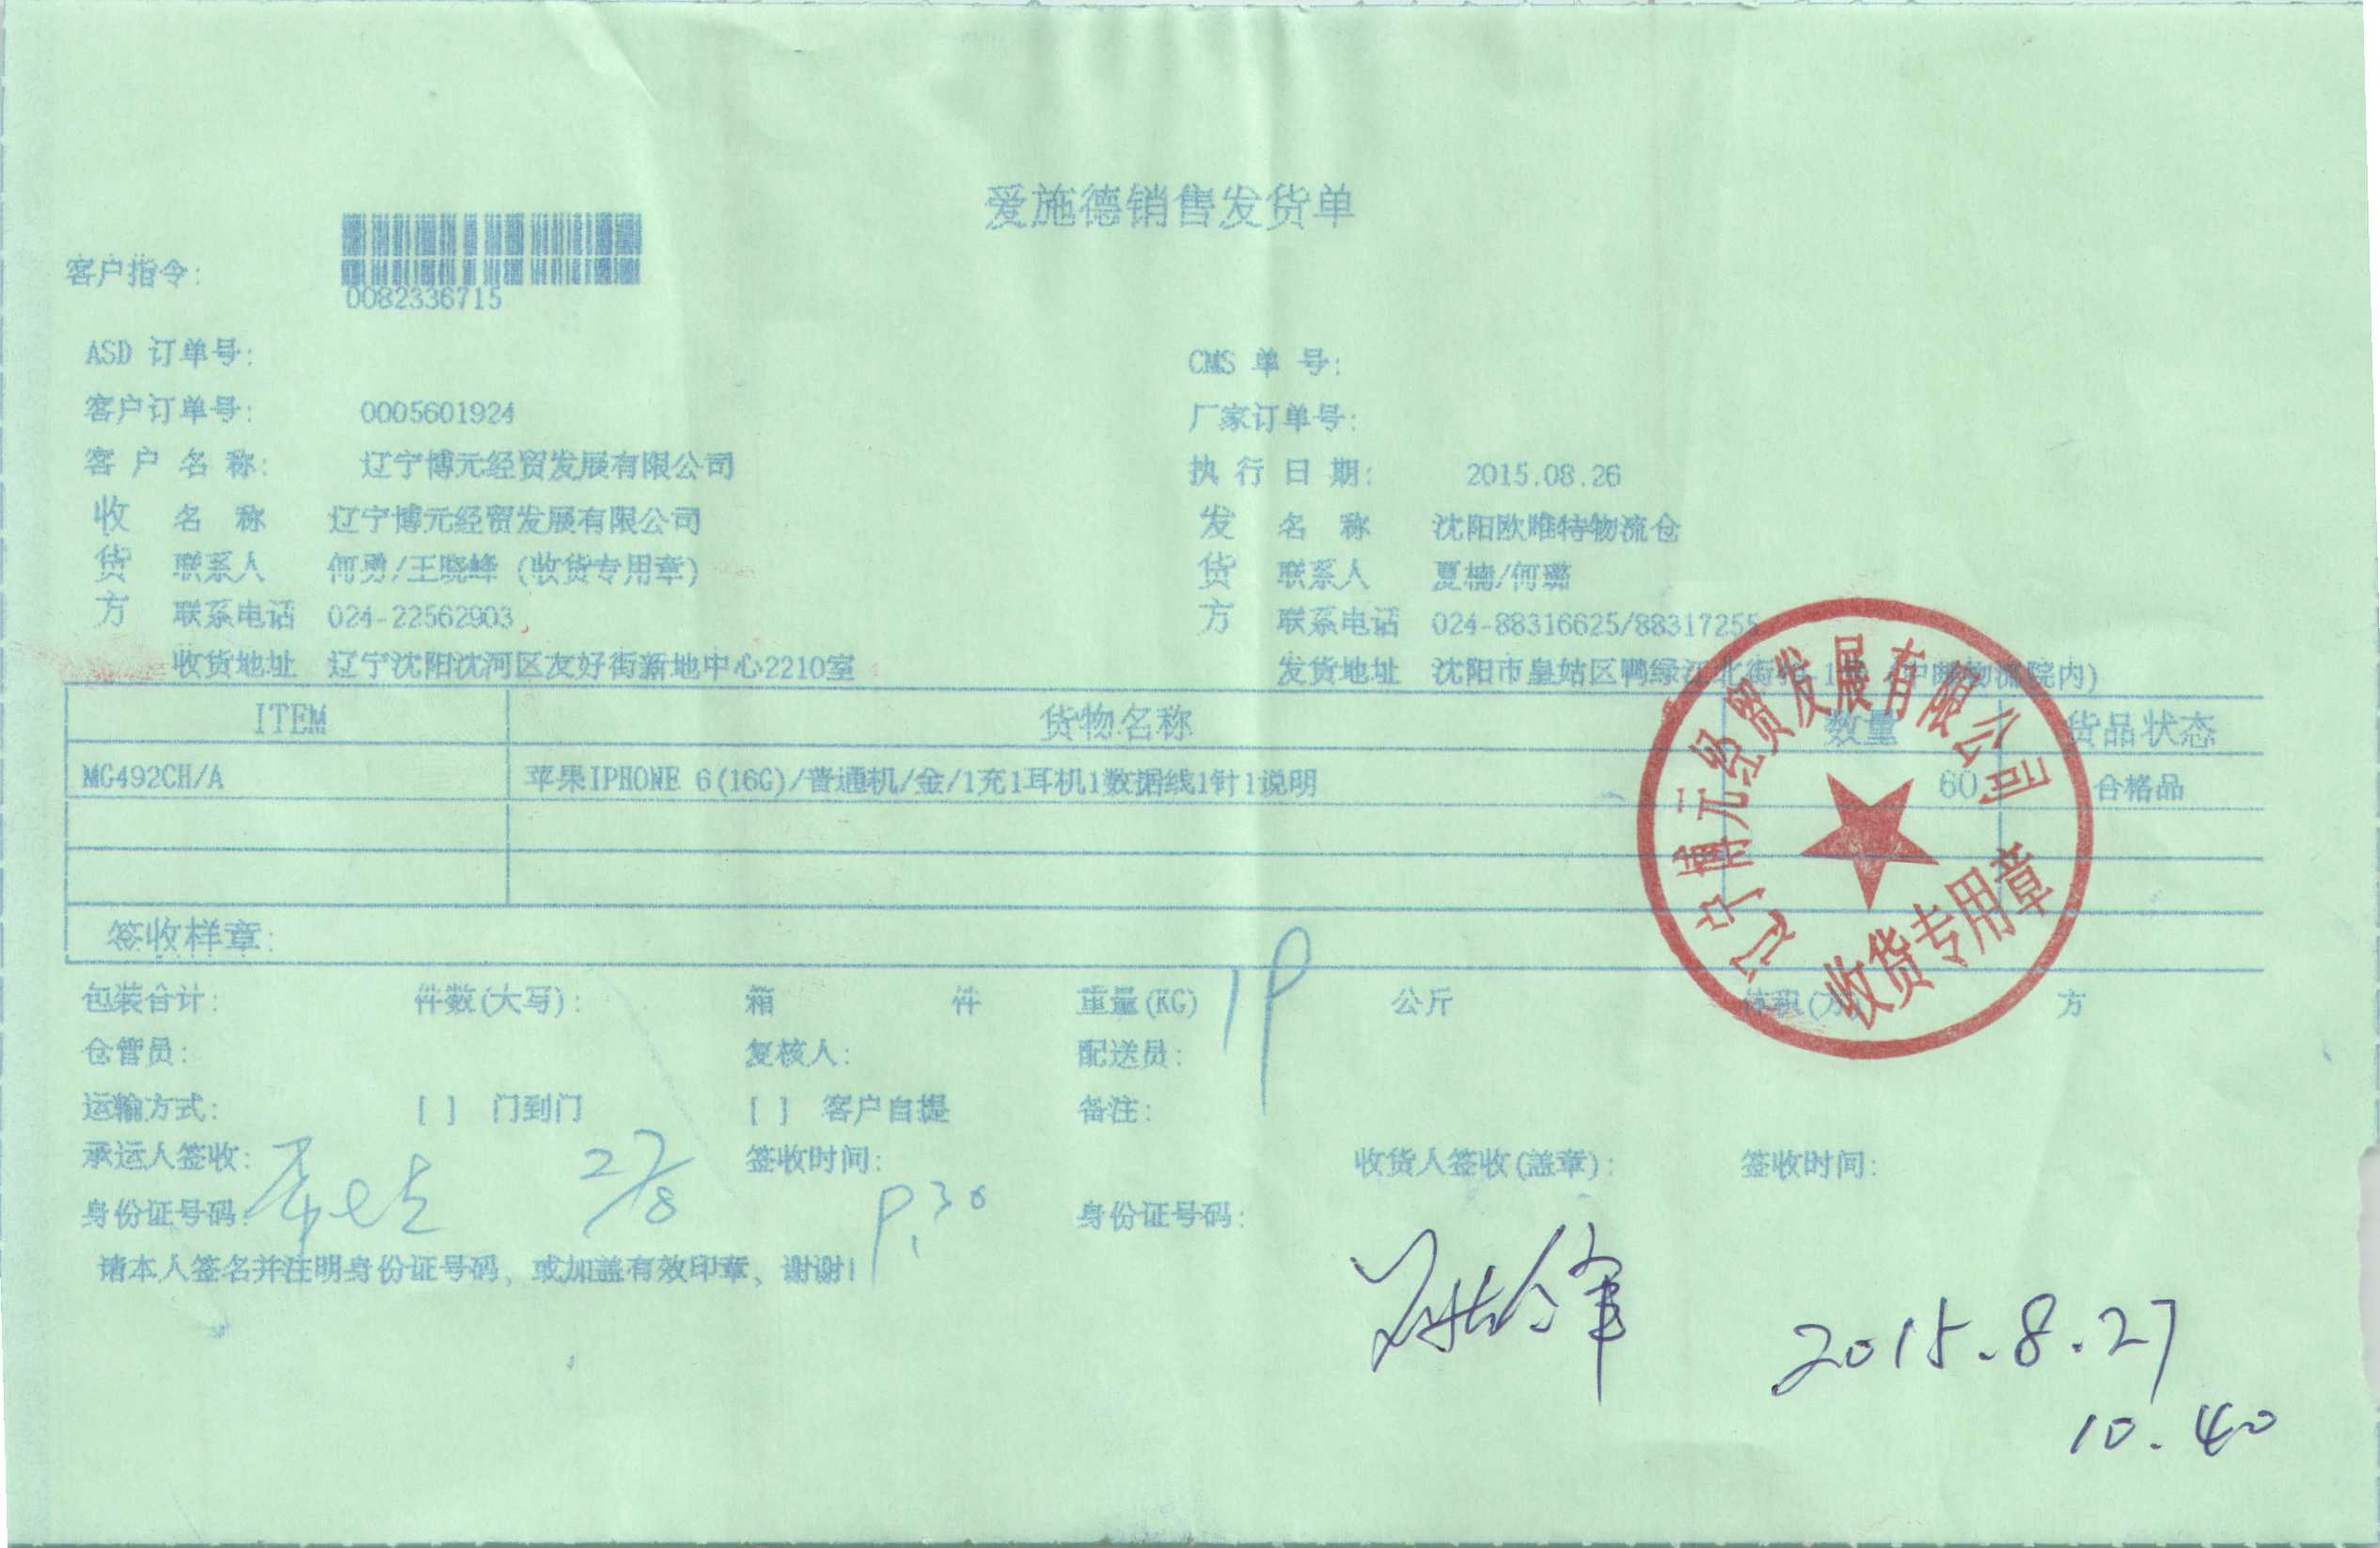 爱施德销售发货单
客户指令:
0082336715
ASD 订单号:
CMS 单 号:
客户订单号: 0005601924
厂家订单号:
客 户 名 称: 辽宁博元经贸发展有限公司
执 行 日 期: 2015.08.26
收 名 称 辽宁博元经贸发展有限公司
发 名 称 沈阳欧唯特物流仓
货 联系人 何勇/王晓峰 (收货专用章)
货 联系人 夏楠/何璐
方 联系电话 024-22562903
方 联系电话 024-88316625/88317255
收货地址 辽宁沈阳沈河区友好街新地中心2210室
发货地址 沈阳市皇姑区鸭绿江北街 院内)
ITEM 货物名称 数量 货品状态
MG492CH/A 苹果IPHONE 6(16G)/普通机/金/1充1耳机1数据线1针1说明 60 合格品
辽宁博元经贸发展有限公司
收货专用章
签收样章:
包装合计: 件数(大写): 箱 件 重量(KG) 公斤 体积(方) 方
1P
仓管员: 复核人: 配送员:
运输方式: [ ] 门到门 [ ] 客户自提 备注:
承运人签收: 27/8 签收时间: 收货人签收(盖章): 签收时间:
身份证号码: 身份证号码:
请本人签名并注明身份证号码, 或加盖有效印章、谢谢!
2015.8.27
10.40